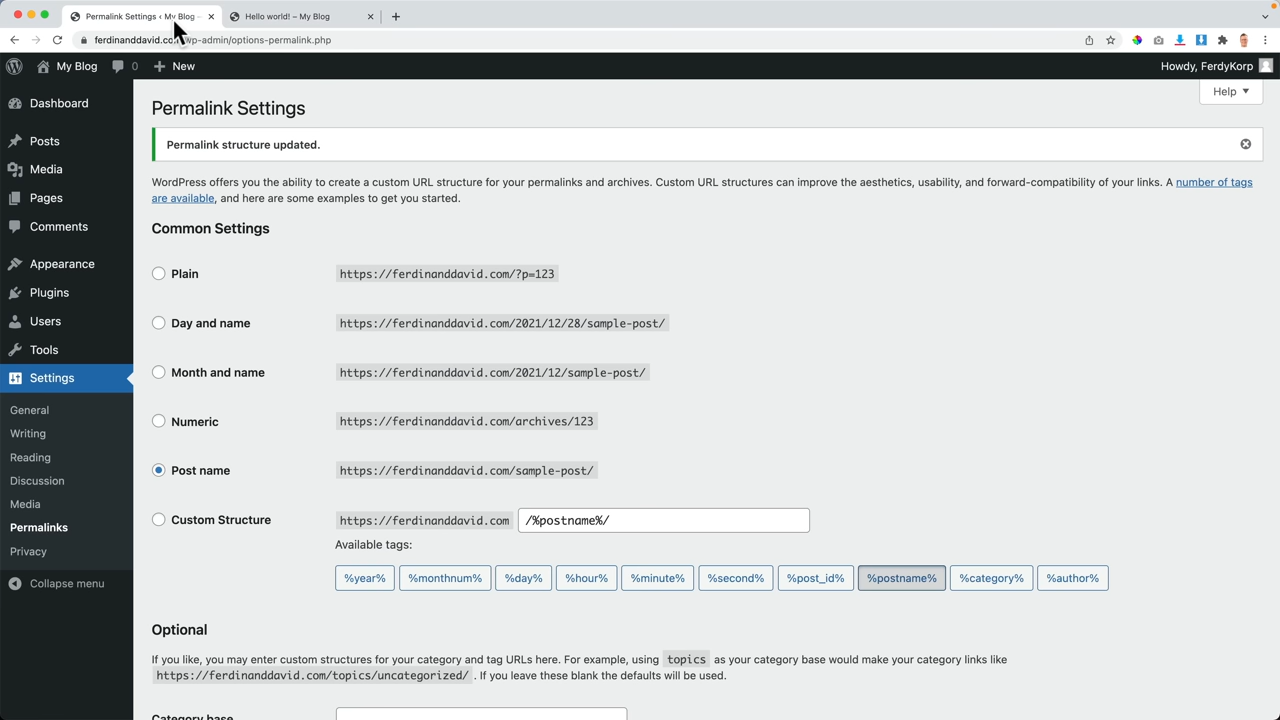 Permalink Settings ‹ My Blog –
Hello world! – My Blog
ferdinanddavid.com/wp-admin/options-permalink.php
My Blog
0
New
Howdy, FerdyKorp
Help
Dashboard
Posts
Media
Pages
Comments
Appearance
Plugins
Users
Tools
Settings
General
Writing
Reading
Discussion
Media
Permalinks
Privacy
Collapse menu
Permalink Settings
Permalink structure updated.
WordPress offers you the ability to create a custom URL structure for your permalinks and archives. Custom URL structures can improve the aesthetics, usability, and forward-compatibility of your links. A number of tags
are available, and here are some examples to get you started.
Common Settings
Plain https://ferdinanddavid.com/?p=123
Day and name https://ferdinanddavid.com/2021/12/28/sample-post/
Month and name https://ferdinanddavid.com/2021/12/sample-post/
Numeric https://ferdinanddavid.com/archives/123
Post name https://ferdinanddavid.com/sample-post/
Custom Structure https://ferdinanddavid.com /%postname%/
Available tags:
%year% %monthnum% %day% %hour% %minute% %second% %post_id% %postname% %category% %author%
Optional
If you like, you may enter custom structures for your category and tag URLs here. For example, using topics as your category base would make your category links like
https://ferdinanddavid.com/topics/uncategorized/ . If you leave these blank the defaults will be used.
Category base